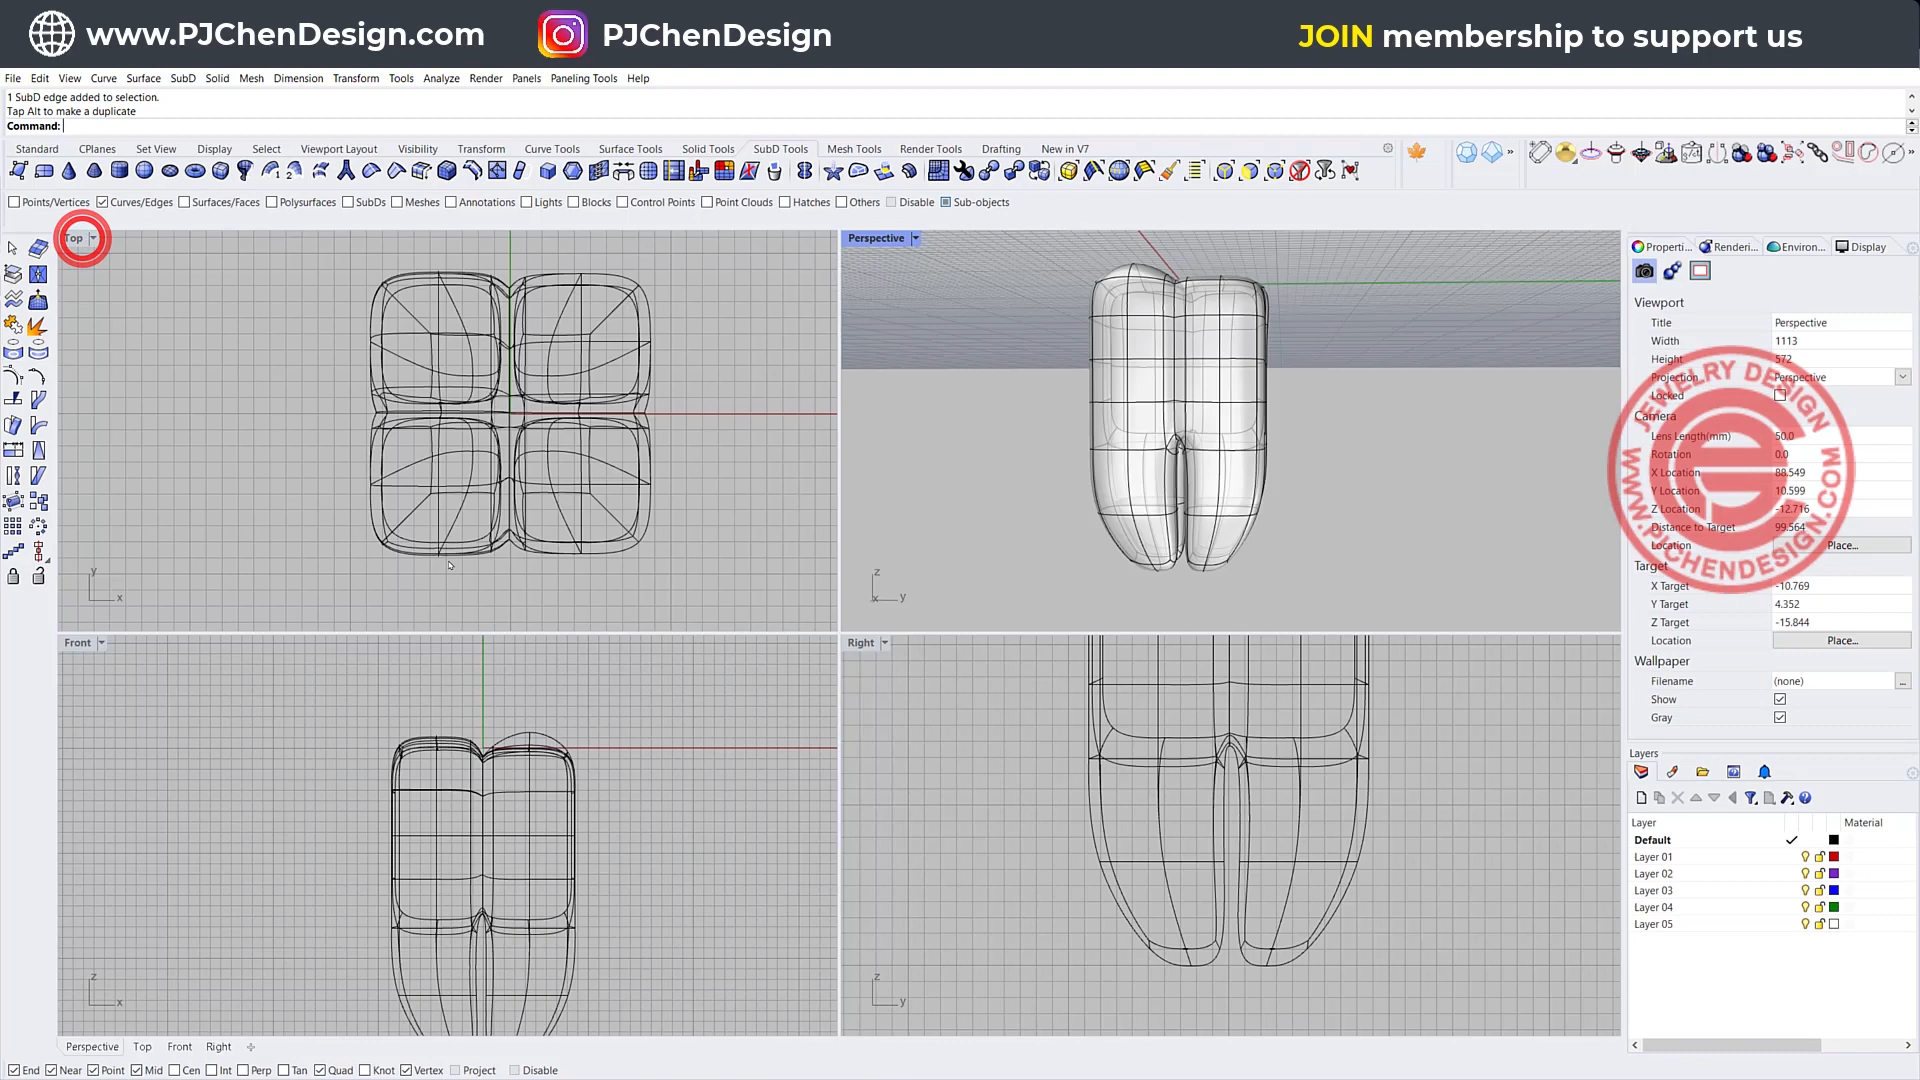 www.PJChenDesign.com PJChenDesign JOIN membership to support us
File Edit View Curve Surface SubD Solid Mesh Dimension Transform Tools Analyze Render Panels Paneling Tools Help
1 SubD edge added to selection.
Tap Alt to make a duplicate
Command:
Standard CPlanes Set View Display Select Viewport Layout Visibility Transform Curve Tools Surface Tools Solid Tools SubD Tools Mesh Tools Render Tools Drafting New in V7
Points/Vertices Curves/Edges Surfaces/Faces Polysurfaces SubDs Meshes Annotations Lights Blocks Control Points Point Clouds Hatches Others Disable Sub-objects
Top
Perspective
Properti... Renderi... Environ... Display
Viewport
Title Perspective
Width 1113
Height 572
Projection Perspective
Locked
Camera
Lens Length(mm) 50.0
Rotation 0.0
X Location 88.549
Y Location 10.599
Z Location -12.716
Distance to Target 99.564
Location Place...
Target
X Target -10.769
Y Target 4.352
Z Target -15.844
Location Place...
Wallpaper
Filename (none) ...
Show
Gray
JEWELRY DESIGN
WWW.PJCHENDESIGN.COM
y x
z x y
Front
Right
z x
z y
Layers
Layer Material
Default
Layer 01
Layer 02
Layer 03
Layer 04
Layer 05
Perspective Top Front Right
End Near Point Mid Cen Int Perp Tan Quad Knot Vertex Project Disable